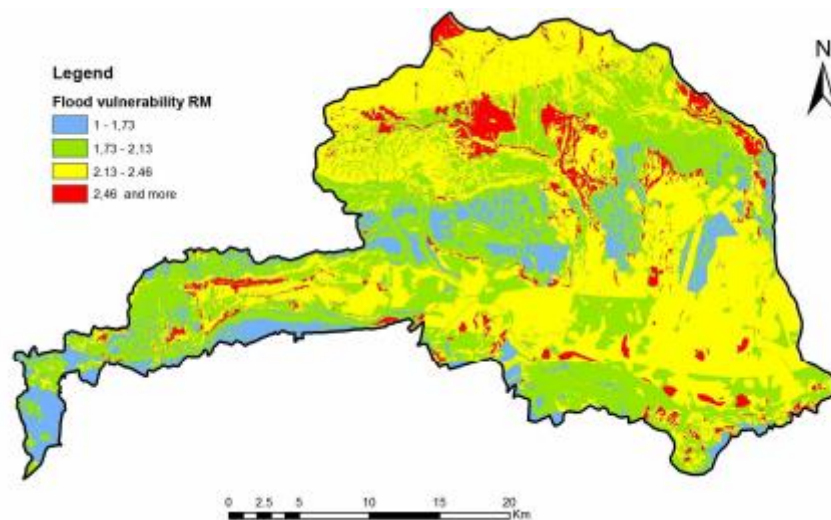 N
Legend
Flood vulnerability RM
1 - 1,73
1,73 - 2,13
2.13 - 2.46
2,46 and more
0 2.5 5 10 15 20
Km